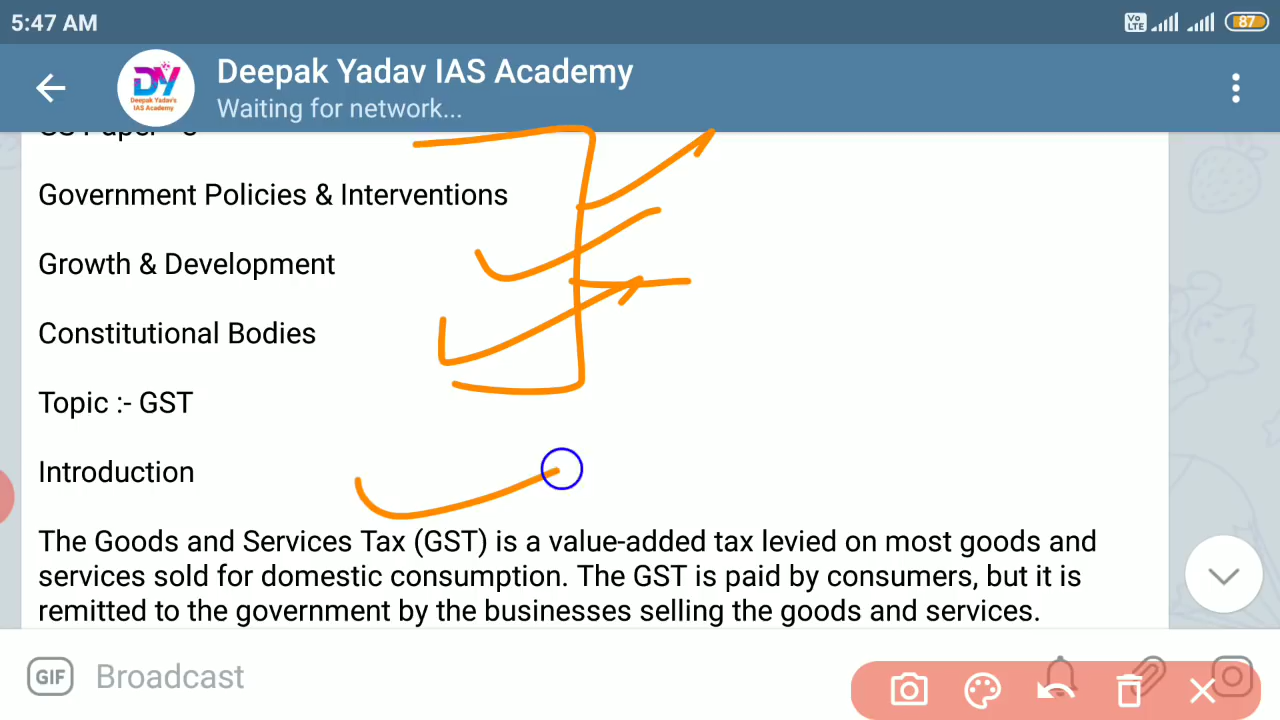 5:47 AM
Vo LTE
87
DY
Deepak Yadav's
IAS Academy
Deepak Yadav IAS Academy
Waiting for network...
Government Policies & Interventions
Growth & Development
Constitutional Bodies
Topic :- GST
Introduction
The Goods and Services Tax (GST) is a value-added tax levied on most goods and
services sold for domestic consumption. The GST is paid by consumers, but it is
remitted to the government by the businesses selling the goods and services.
GIF
Broadcast